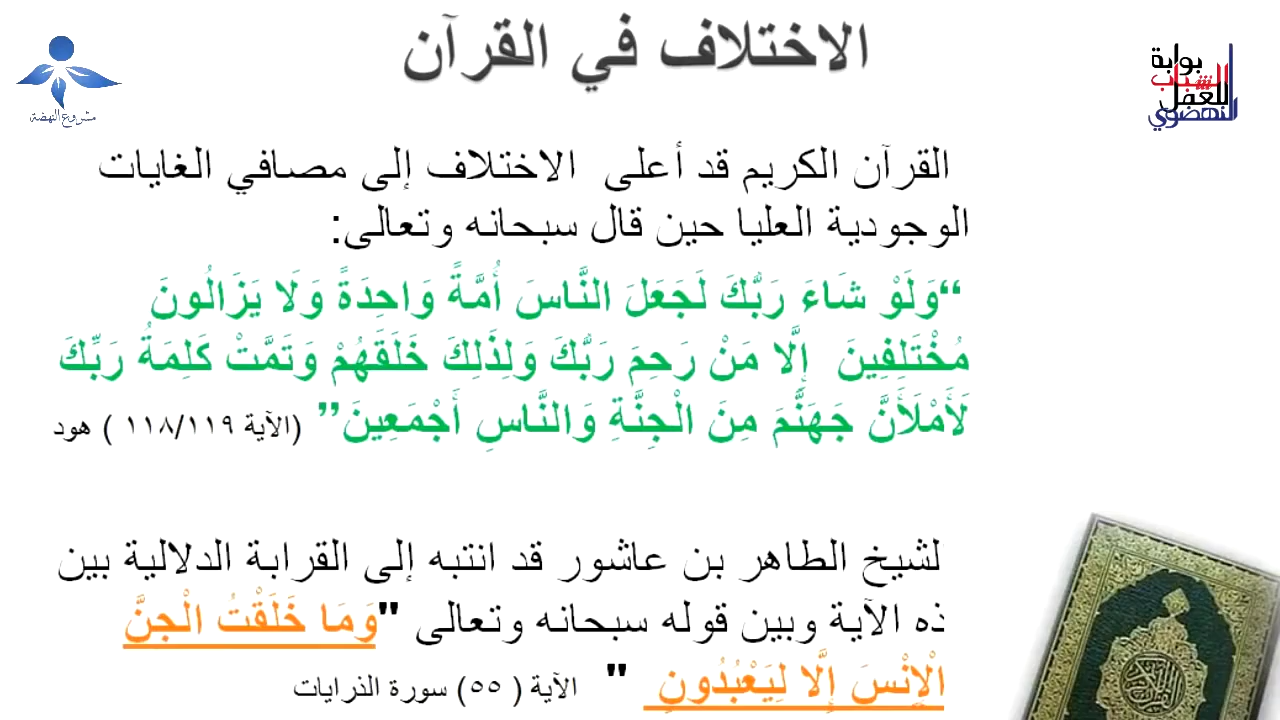 الاختلاف في القرآن
مشروع النهضة
بوابة
الشباب
للعقل
النهضوي
القرآن الكريم قد أعلى الاختلاف إلى مصافي الغايات
الوجودية العليا حين قال سبحانه وتعالى:
“وَلَوْ شَاءَ رَبُّكَ لَجَعَلَ النَّاسَ أُمَّةً وَاحِدَةً وَلَا يَزَالُونَ
مُخْتَلِفِينَ إِلَّا مَنْ رَحِمَ رَبُّكَ وَلِذَلِكَ خَلَقَهُمْ وَتَمَّتْ كَلِمَةُ رَبِّكَ
لَأَمْلَأَنَّ جَهَنَّمَ مِنَ الْجِنَّةِ وَالنَّاسِ أَجْمَعِينَ” (الآية ١١٨/١١٩ ) هود
لشيخ الطاهر بن عاشور قد انتبه إلى القرابة الدلالية بين
ذه الآية وبين قوله سبحانه وتعالى "وَمَا خَلَقْتُ الْجِنَّ
الْإِنْسَ إِلَّا لِيَعْبُدُونِ " الآية ( ٥٥) سورة الذرايات